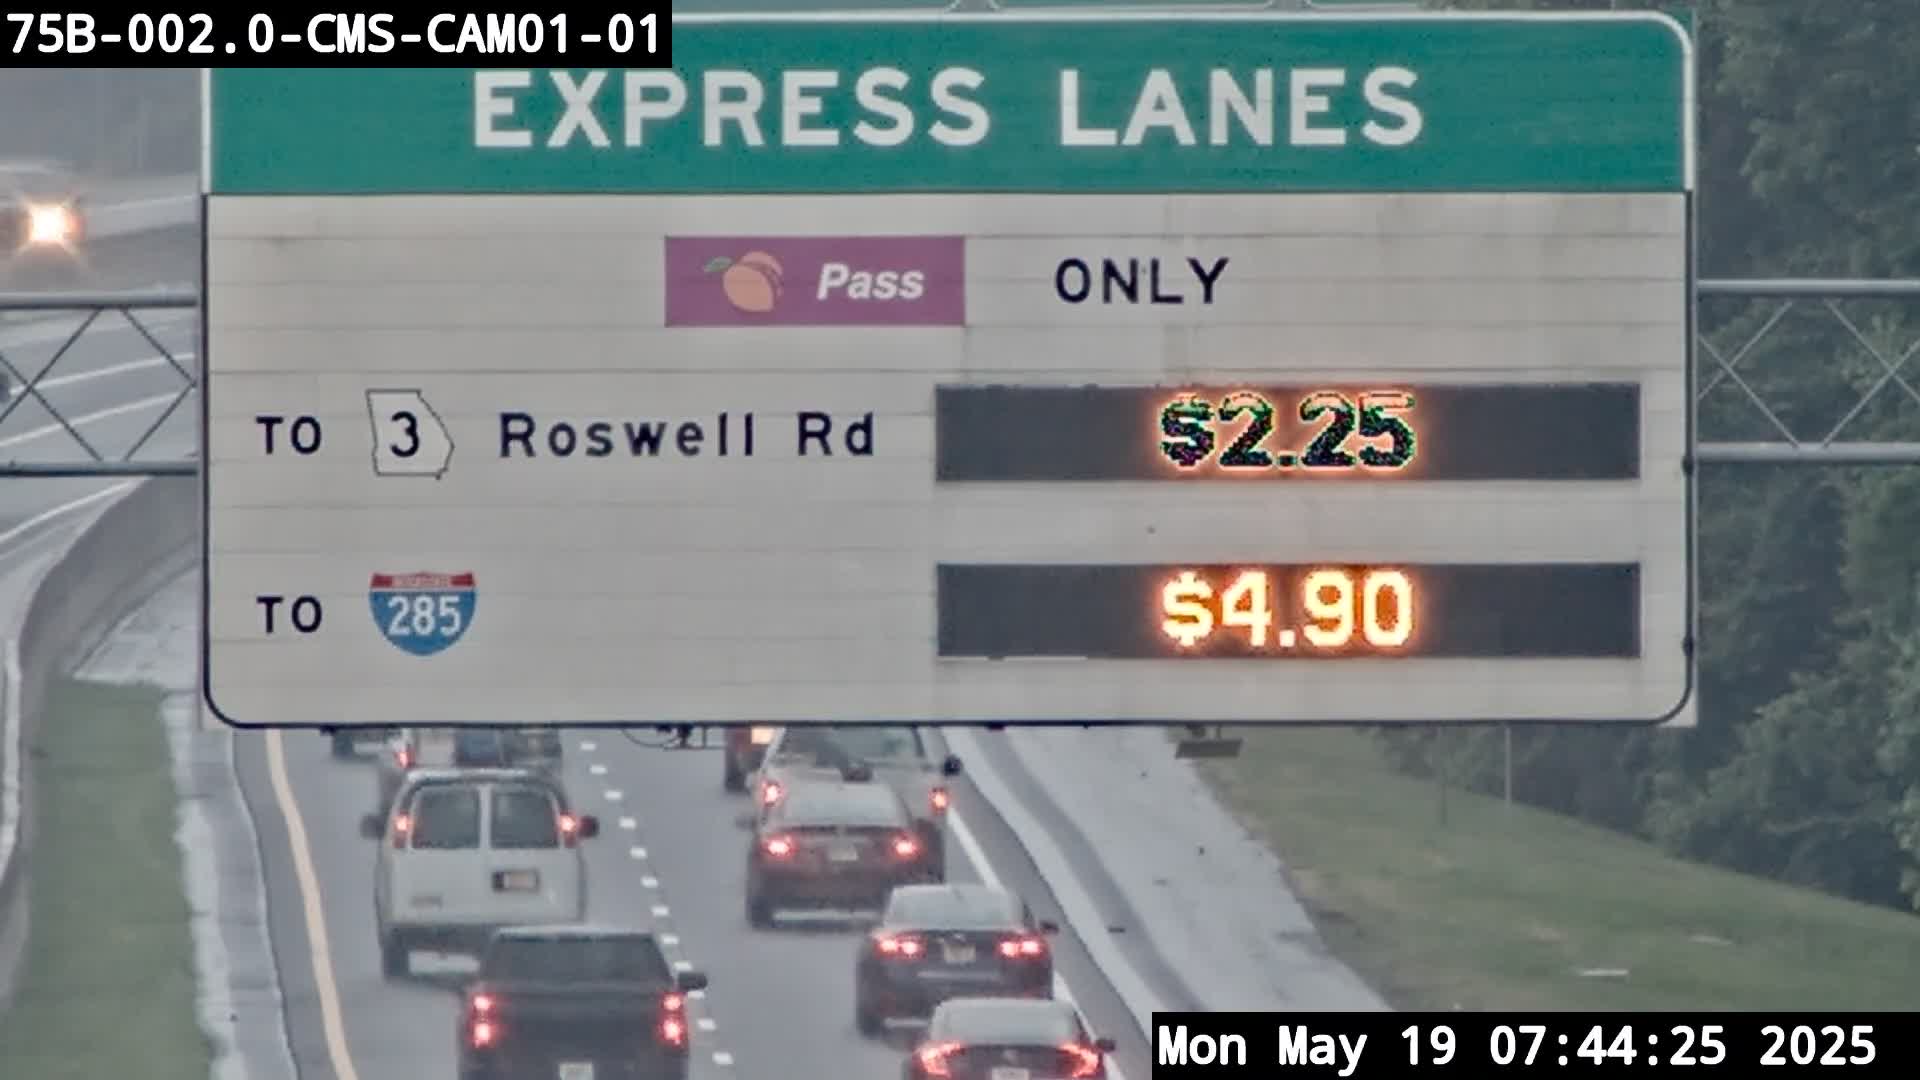 75B-002.0-CMS-CAM01-01
EXPRESS LANES
Pass ONLY
TO 3 Roswell Rd $2.25
TO INTERSTATE 285 $4.90
Mon May 19 07:44:25 2025